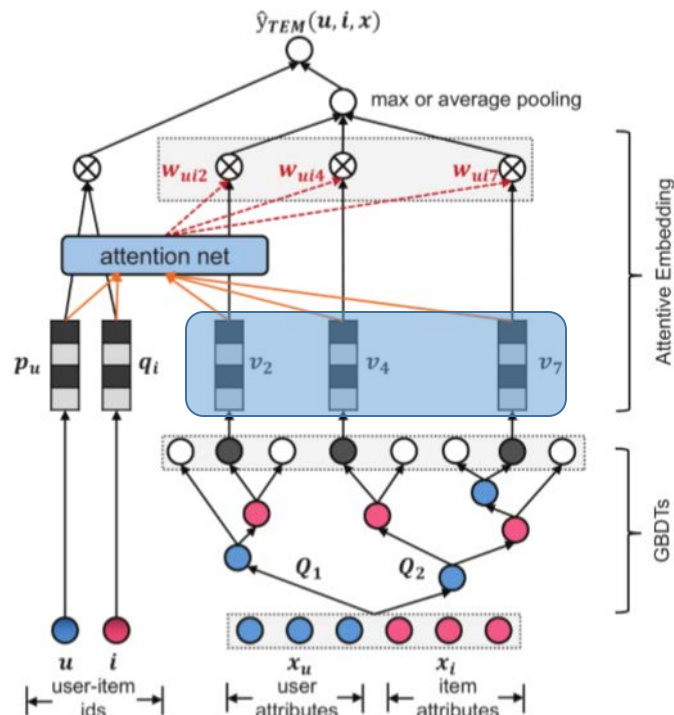 ŷ_TEM(u, i, x)
max or average pooling
w_ui2 w_ui4 w_ui7
attention net
Attentive Embedding
p_u q_i v_2 v_4 v_7
GBDTs
Q_1 Q_2
u i x_u x_i
user-item ids
user attributes
item attributes